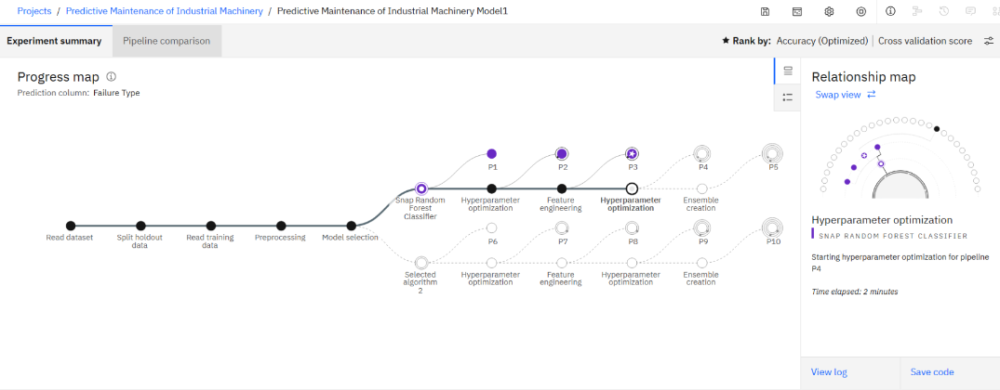 Projects / Predictive Maintenance of Industrial Machinery / Predictive Maintenance of Industrial Machinery Model1
Experiment summary
Pipeline comparison
Rank by: Accuracy (Optimized) | Cross validation score
Progress map
Prediction column: Failure Type
P1
P2
P3
P4
P5
Snap Random
Forest
Classifier
Hyperparameter
optimization
Feature
engineering
Hyperparameter
optimization
Ensemble
creation
Read dataset
Split holdout
data
Read training
data
Preprocessing
Model selection
P6
P7
P8
P9
P10
Selected
algorithm
2
Hyperparameter
optimization
Feature
engineering
Hyperparameter
optimization
Ensemble
creation
Relationship map
Swap view
Hyperparameter optimization
SNAP RANDOM FOREST CLASSIFIER
Starting hyperparameter optimization for pipeline
P4
Time elapsed: 2 minutes
View log
Save code